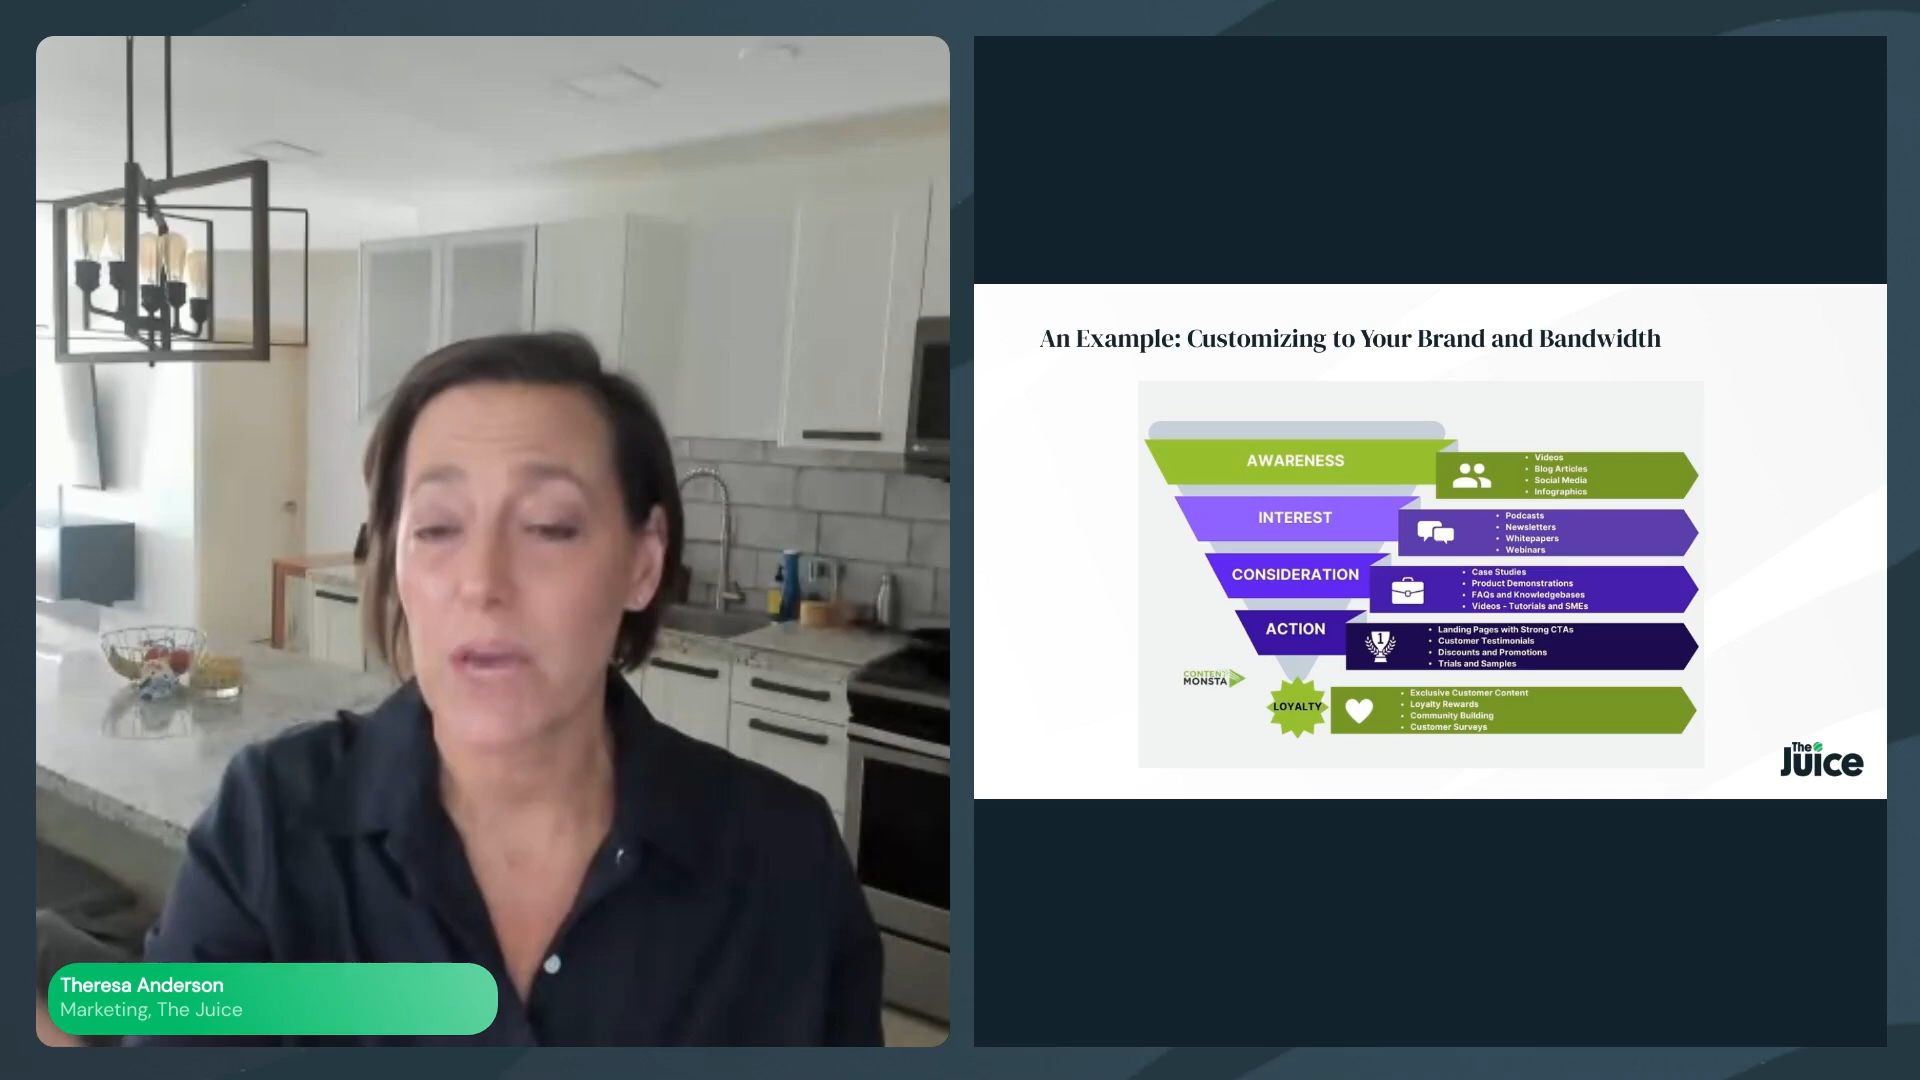 An Example: Customizing to Your Brand and Bandwidth
AWARENESS
• Videos
• Blog Articles
• Social Media
• Infographics
INTEREST
• Podcasts
• Newsletters
• Whitepapers
• Webinars
CONSIDERATION
• Case Studies
• Product Demonstrations
• FAQs and Knowledgebases
• Videos - Tutorials and SMEs
ACTION
1
• Landing Pages with Strong CTAs
• Customer Testimonials
• Discounts and Promotions
• Trials and Samples
CONTENT
MONSTA
LOYALTY
• Exclusive Customer Content
• Loyalty Rewards
• Community Building
• Customer Surveys
The
Juice
Theresa Anderson
Marketing, The Juice